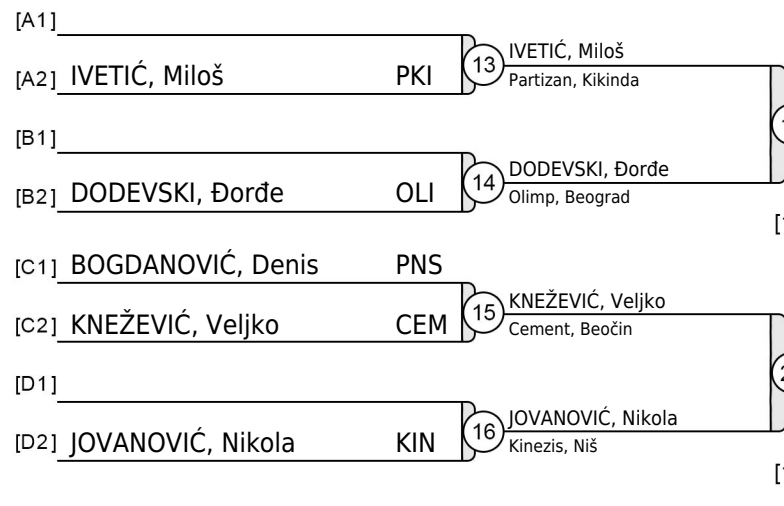 [A1]
[A2] IVETIĆ, Miloš PKI
13
IVETIĆ, Miloš
Partizan, Kikinda
[B1]
[B2] DODEVSKI, Đorđe OLI
14
DODEVSKI, Đorđe
Olimp, Beograd
[C1] BOGDANOVIĆ, Denis PNS
[C2] KNEŽEVIĆ, Veljko CEM
15
KNEŽEVIĆ, Veljko
Cement, Beočin
[D1]
[D2] JOVANOVIĆ, Nikola KIN
16
JOVANOVIĆ, Nikola
Kinezis, Niš